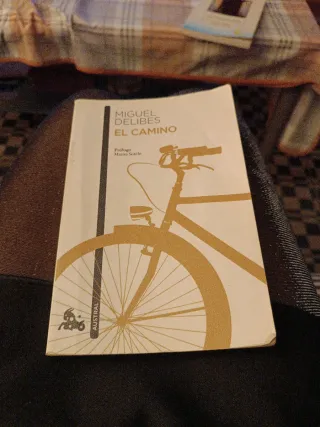 MIGUEL
DELIBES
EL CAMINO
Prólogo
AUSTRAL